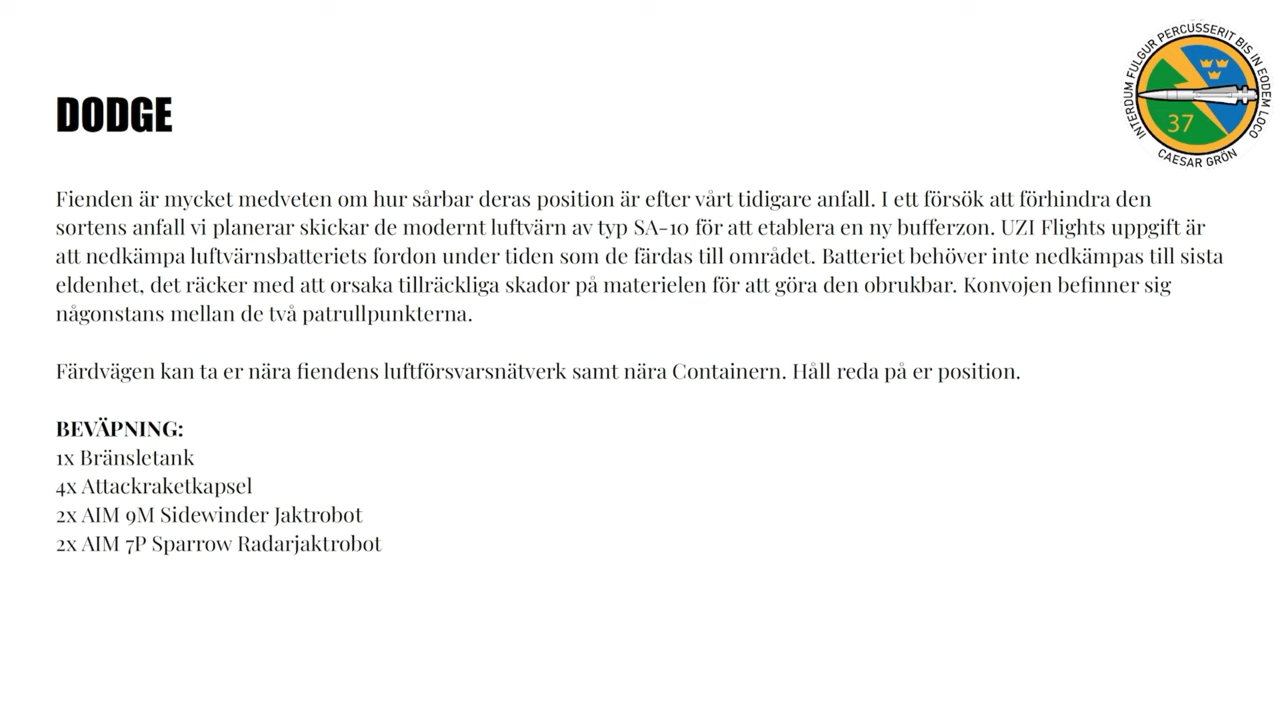 INTERDUM FULGUR PERCUSSERIT BIS IN EODEM LOCO
37
CAESAR GRÖN
DODGE
Fienden är mycket medveten om hur sårbar deras position är efter vårt tidigare anfall. I ett försök att förhindra den
sortens anfall vi planerar skickar de modernt luftvärn av typ SA-10 för att etablera en ny bufferzon. UZI Flights uppgift är
att nedkämpa luftvärnsbatteriets fordon under tiden som de färdas till området. Batteriet behöver inte nedkämpas till sista
eldenhet, det räcker med att orsaka tillräckliga skador på materielen för att göra den obrukbar. Konvojen befinner sig
någonstans mellan de två patrullpunkterna.
Färdvägen kan ta er nära fiendens luftförsvarsnätverk samt nära Containern. Håll reda på er position.
BEVÄPNING:
1x Bränsletank
4x Attackraketkapsel
2x AIM 9M Sidewinder Jaktrobot
2x AIM 7P Sparrow Radarjaktrobot